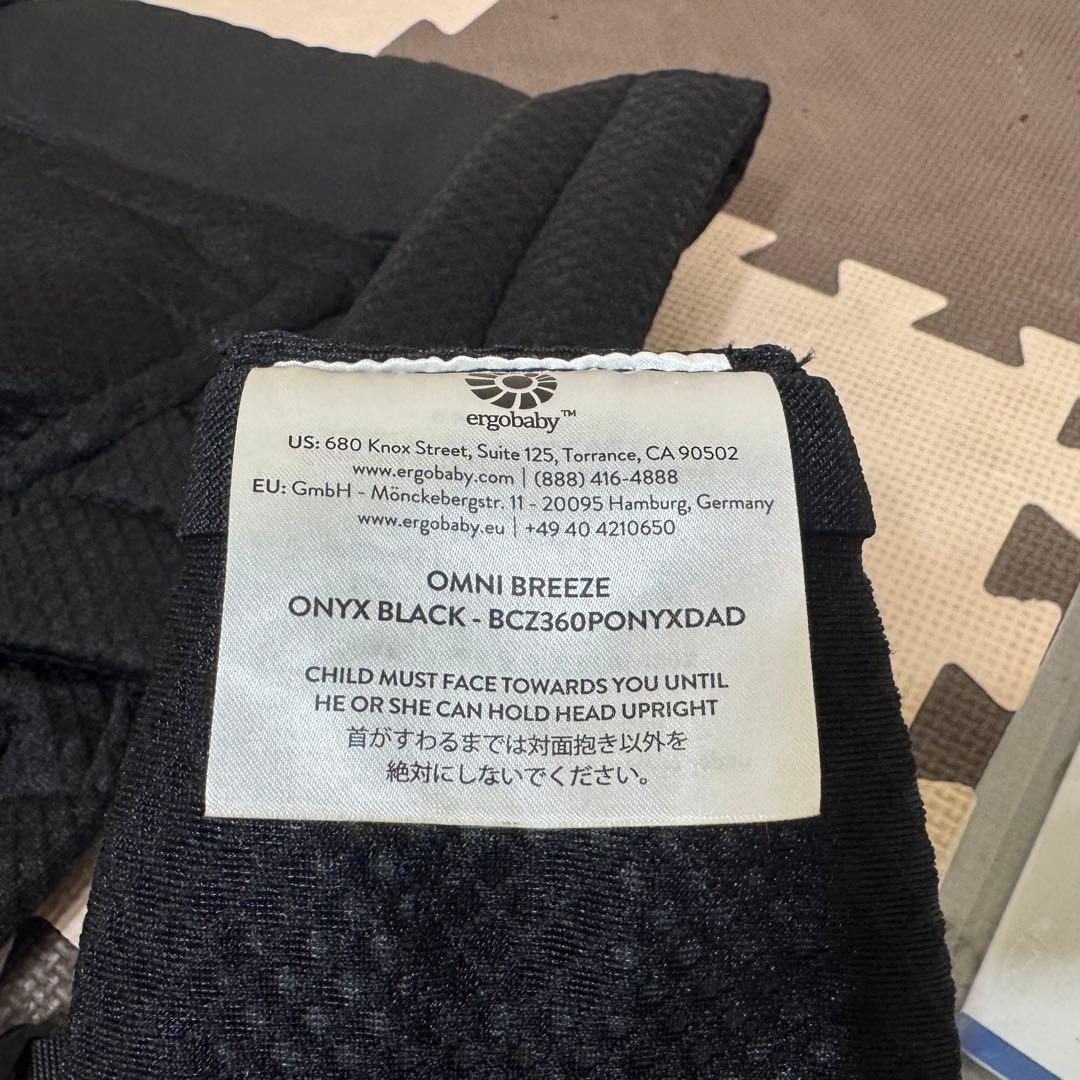 ergobaby™
US: 680 Knox Street, Suite 125, Torrance, CA 90502
www.ergobaby.com | (888) 416-4888
EU: GmbH - Mönckebergstr. 11 - 20095 Hamburg, Germany
www.ergobaby.eu | +49 40 4210650
OMNI BREEZE
ONYX BLACK - BCZ360PONYXDAD
CHILD MUST FACE TOWARDS YOU UNTIL
HE OR SHE CAN HOLD HEAD UPRIGHT
首がすわるまでは対面抱き以外を
絶対にしないでください。